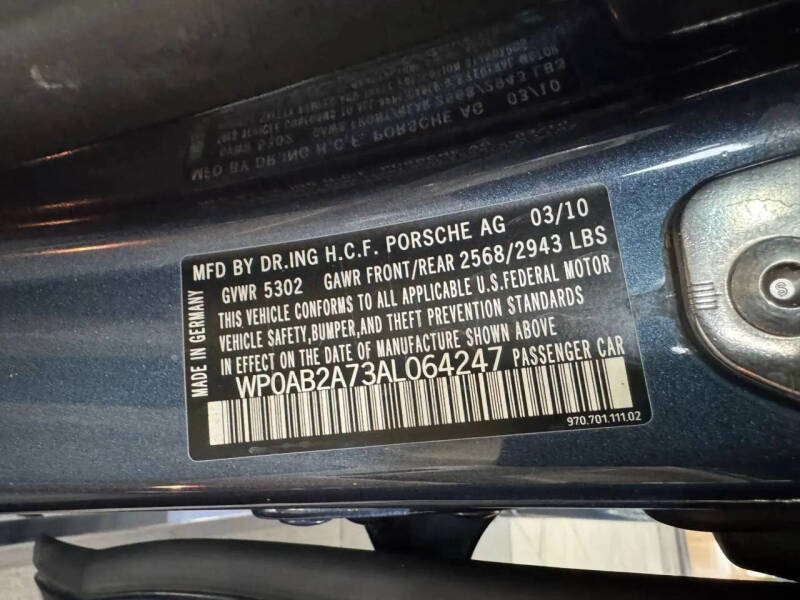 MFD BY DR.ING H.C.F. PORSCHE AG 03/10
GVWR 5302 GAWR FRONT/REAR 2568/2943 LBS
THIS VEHICLE CONFORMS TO ALL APPLICABLE U.S.FEDERAL MOTOR
VEHICLE SAFETY,BUMPER,AND THEFT PREVENTION STANDARDS
IN EFFECT ON THE DATE OF MANUFACTURE SHOWN ABOVE
WP0AB2A73AL064247 PASSENGER CAR
970.701.111.02
MADE IN GERMANY